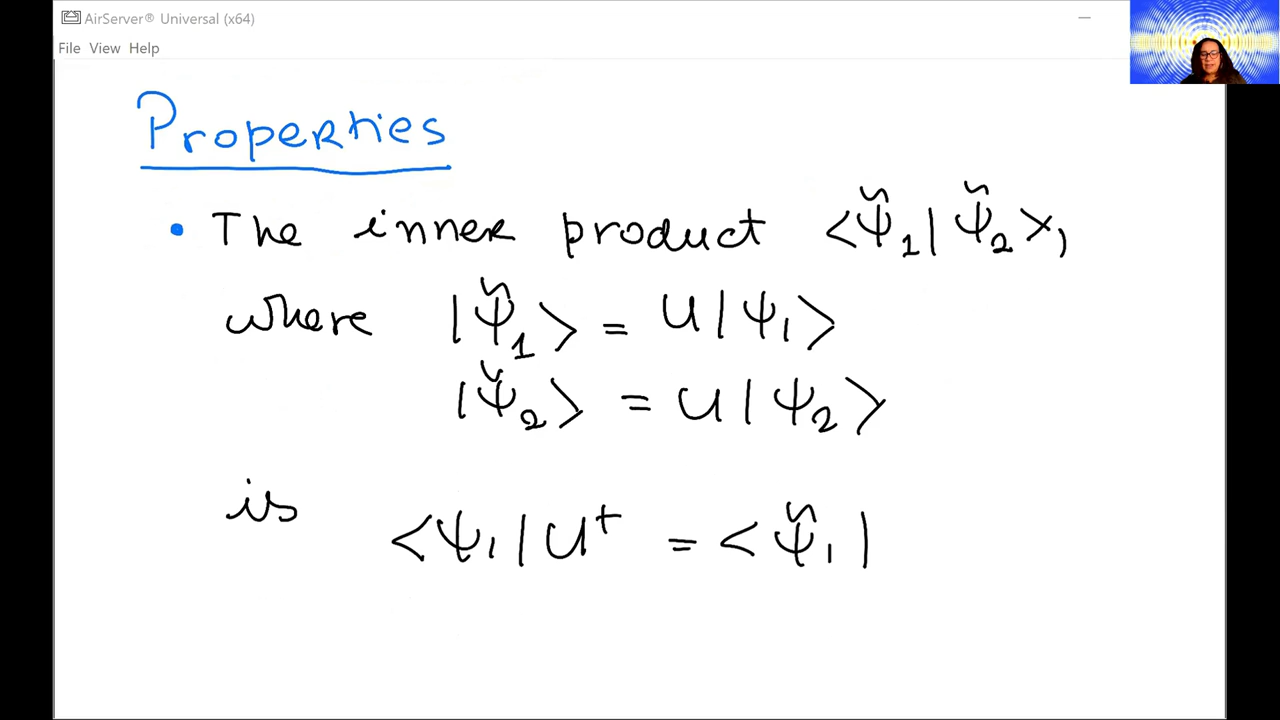 AirServer® Universal (x64)
File View Help
Properties
• The inner product <ψ̃₁|ψ̃₂>,
where |ψ̃₁> = U|ψ₁>
|ψ̃₂> = U|ψ₂>
is <ψ₁|U† = <ψ̃₁|